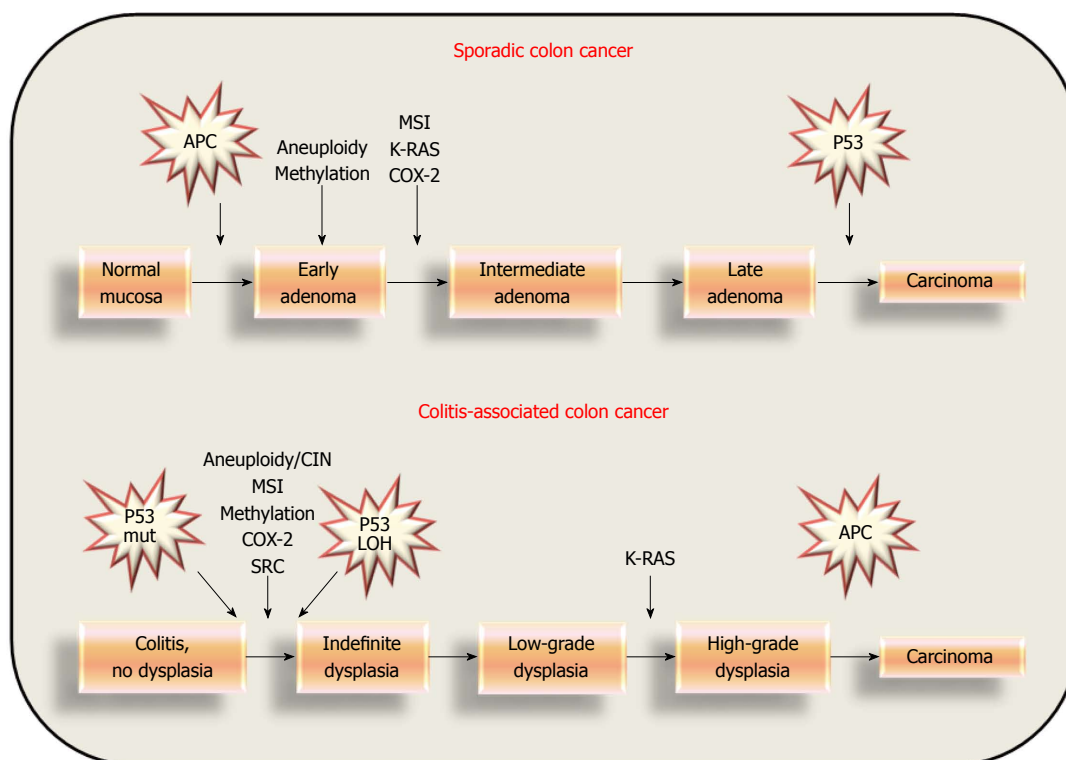 Sporadic colon cancer
APC
Aneuploidy
Methylation
MSI
K-RAS
COX-2
P53
Normal
mucosa
Early
adenoma
Intermediate
adenoma
Late
adenoma
Carcinoma
Colitis-associated colon cancer
P53
mut
Aneuploidy/CIN
MSI
Methylation
COX-2
SRC
P53
LOH
K-RAS
APC
Colitis,
no dysplasia
Indefinite
dysplasia
Low-grade
dysplasia
High-grade
dysplasia
Carcinoma